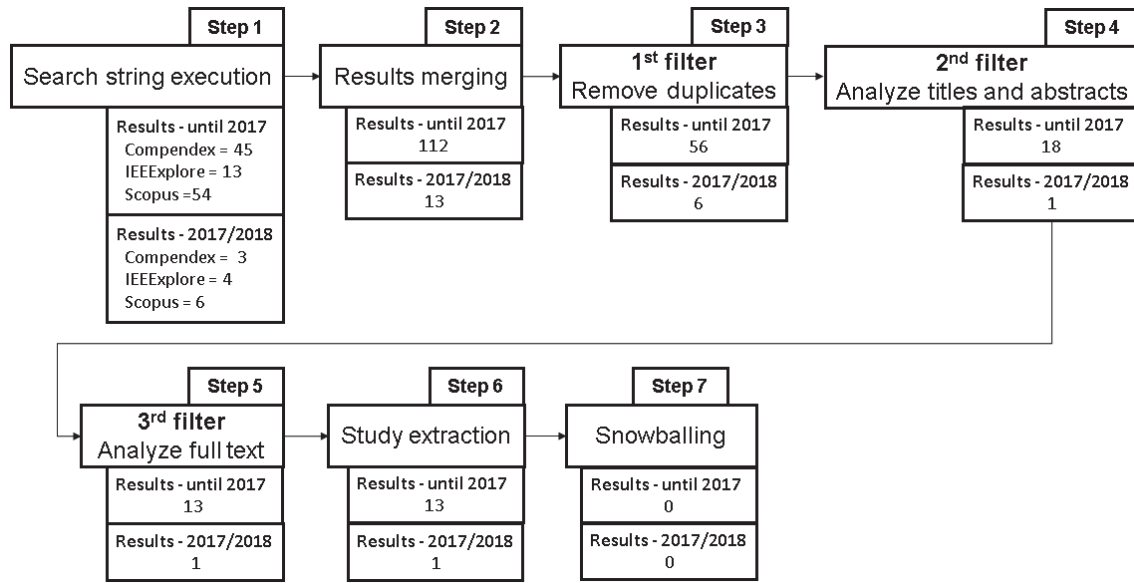 Step 1
Search string execution
Results - until 2017
Compendex = 45
IEEExplore = 13
Scopus =54
Results - 2017/2018
Compendex = 3
IEEExplore = 4
Scopus = 6
Step 2
Results merging
Results - until 2017
112
Results - 2017/2018
13
Step 3
1st filter
Remove duplicates
Results - until 2017
56
Results - 2017/2018
6
Step 4
2nd filter
Analyze titles and abstracts
Results - until 2017
18
Results - 2017/2018
1
Step 5
3rd filter
Analyze full text
Results - until 2017
13
Results - 2017/2018
1
Step 6
Study extraction
Results - until 2017
13
Results - 2017/2018
1
Step 7
Snowballing
Results - until 2017
0
Results - 2017/2018
0